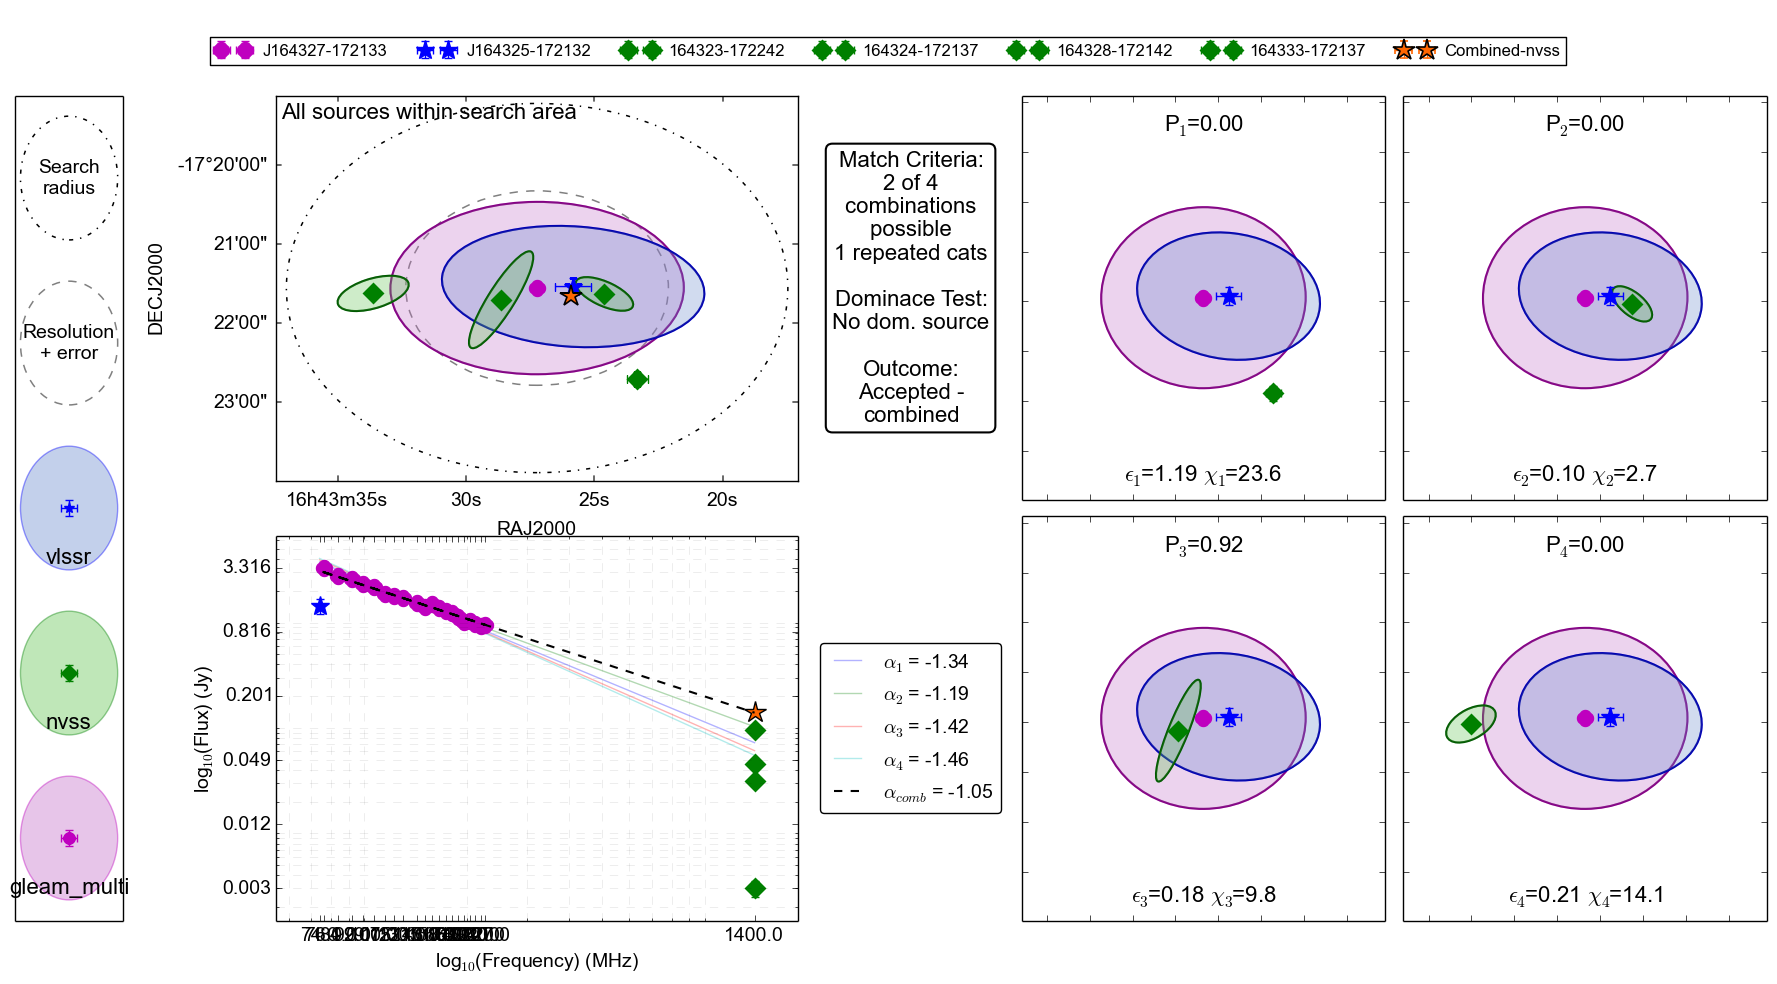 J164327-172133 J164325-172132 164323-172242 164324-172137 164328-172142 164333-172137 Combined-nvss
Search
radius
Resolution
+ error
vlssr
nvss
gleam_multi
All sources within search area
DECJ2000
-17°20'00"
21'00"
22'00"
23'00"
16h43m35s 30s 25s 20s
RAJ2000
Match Criteria:
2 of 4
combinations
possible
1 repeated cats
Dominace Test:
No dom. source
Outcome:
Accepted -
combined
P1=0.00
ϵ1=1.19 χ1=23.6
P2=0.00
ϵ2=0.10 χ2=2.7
P3=0.92
ϵ3=0.18 χ3=9.8
P4=0.00
ϵ4=0.21 χ4=14.1
log10(Flux) (Jy)
3.316
0.816
0.201
0.049
0.012
0.003
1400.0
log10(Frequency) (MHz)
α1 = -1.34
α2 = -1.19
α3 = -1.42
α4 = -1.46
αcomb = -1.05